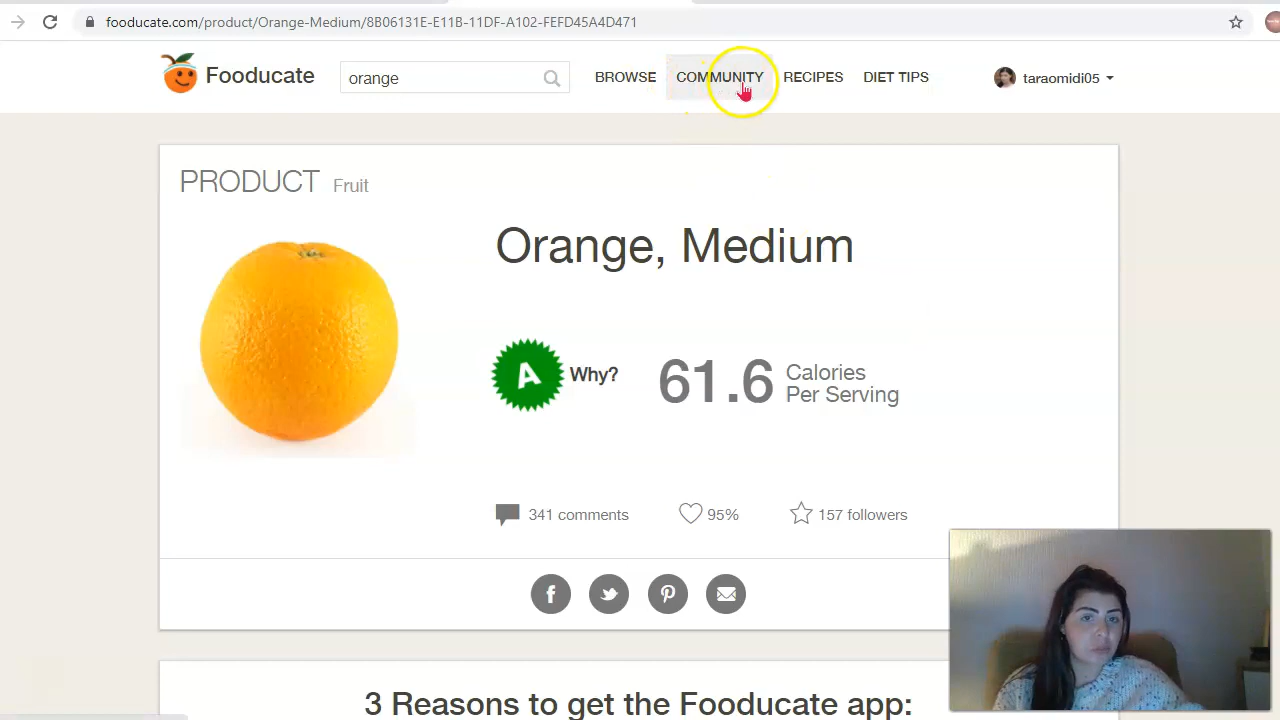 fooducate.com/product/Orange-Medium/8B06131E-E11B-11DF-A102-FEFD45A4D471
Fooducate
orange
BROWSE
COMMUNITY
RECIPES
DIET TIPS
taraomidi05
PRODUCT Fruit
Orange, Medium
A Why?
61.6 Calories
Per Serving
341 comments
95%
157 followers
3 Reasons to get the Fooducate app: